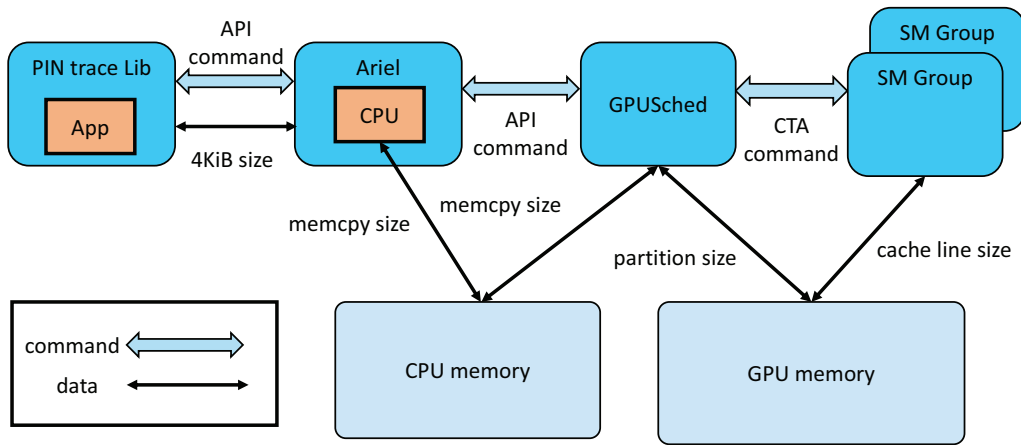 PIN trace Lib
App
API
command
4KiB size
Ariel
CPU
API
command
GPUSched
CTA
command
SM Group
SM Group
memcpy size
memcpy size
partition size
cache line size
command
data
CPU memory
GPU memory